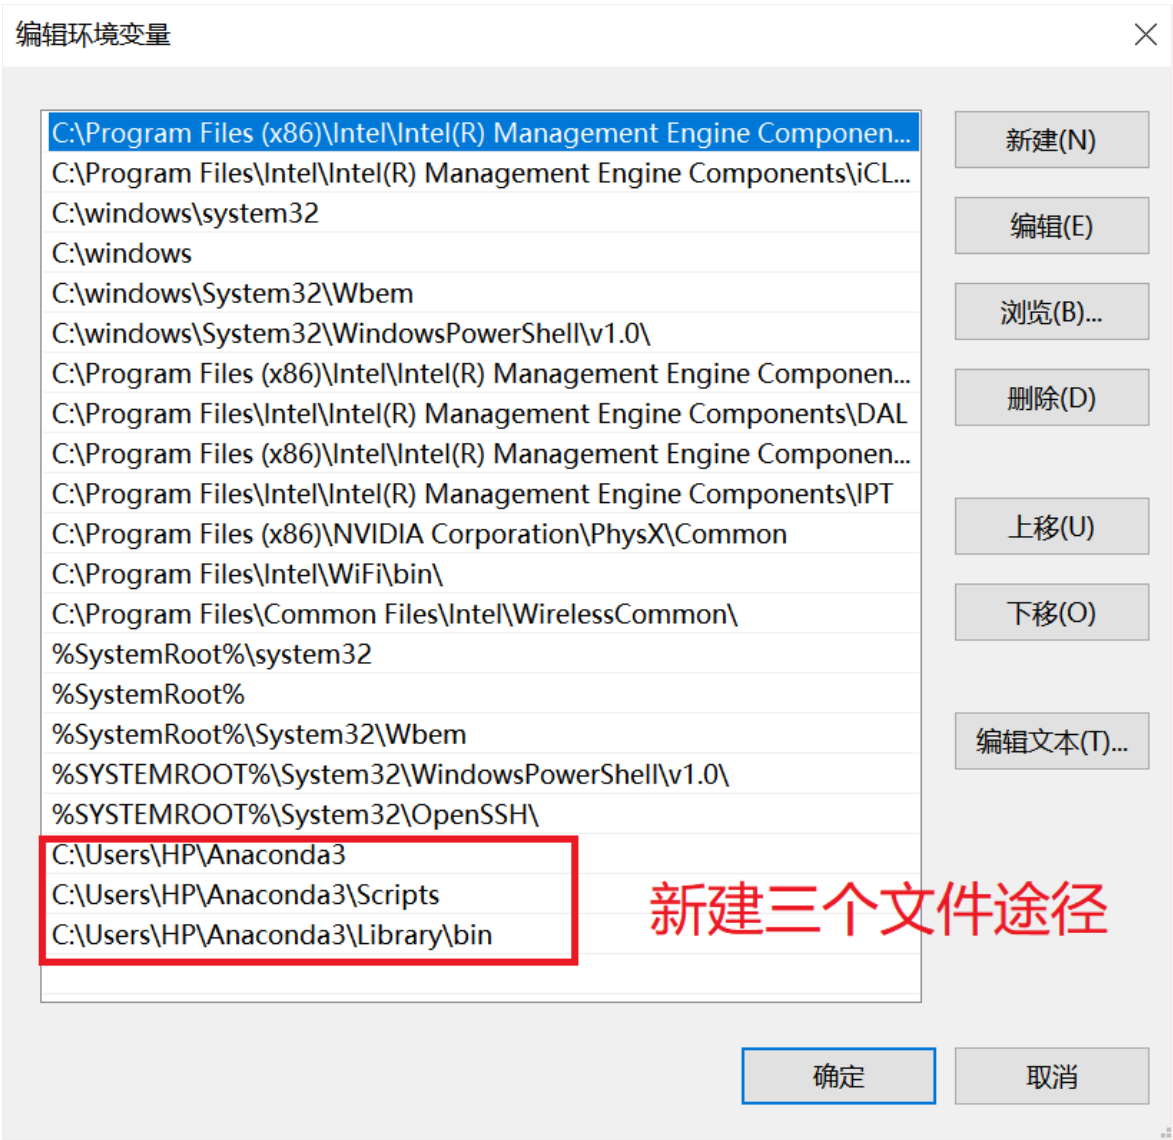 编辑环境变量
C:\Program Files (x86)\Intel\Intel(R) Management Engine Componen...
C:\Program Files\Intel\Intel(R) Management Engine Components\iCL...
C:\windows\system32
C:\windows
C:\windows\System32\Wbem
C:\windows\System32\WindowsPowerShell\v1.0\
C:\Program Files (x86)\Intel\Intel(R) Management Engine Componen...
C:\Program Files\Intel\Intel(R) Management Engine Components\DAL
C:\Program Files (x86)\Intel\Intel(R) Management Engine Componen...
C:\Program Files\Intel\Intel(R) Management Engine Components\IPT
C:\Program Files (x86)\NVIDIA Corporation\PhysX\Common
C:\Program Files\Intel\WiFi\bin\
C:\Program Files\Common Files\Intel\WirelessCommon\
%SystemRoot%\system32
%SystemRoot%
%SystemRoot%\System32\Wbem
%SYSTEMROOT%\System32\WindowsPowerShell\v1.0\
%SYSTEMROOT%\System32\OpenSSH\
C:\Users\HP\Anaconda3
C:\Users\HP\Anaconda3\Scripts
C:\Users\HP\Anaconda3\Library\bin
新建三个文件途径
新建(N)
编辑(E)
浏览(B)...
删除(D)
上移(U)
下移(O)
编辑文本(T)...
确定
取消